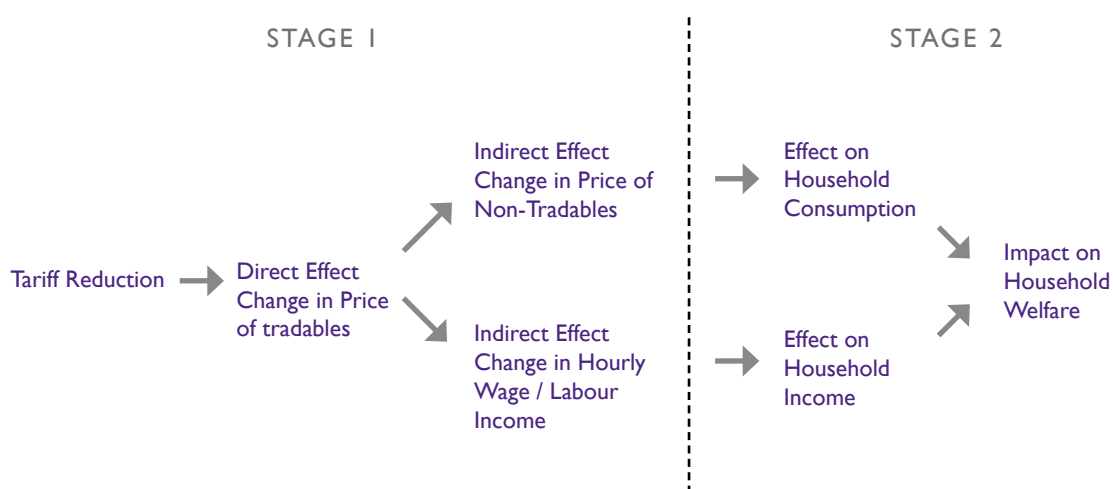 STAGE 1
STAGE 2
Indirect Effect
Change in Price of
Non-Tradables
Effect on
Household
Consumption
Tariff Reduction
Direct Effect
Change in Price
of tradables
Impact on
Household
Welfare
Indirect Effect
Change in Hourly
Wage / Labour
Income
Effect on
Household
Income